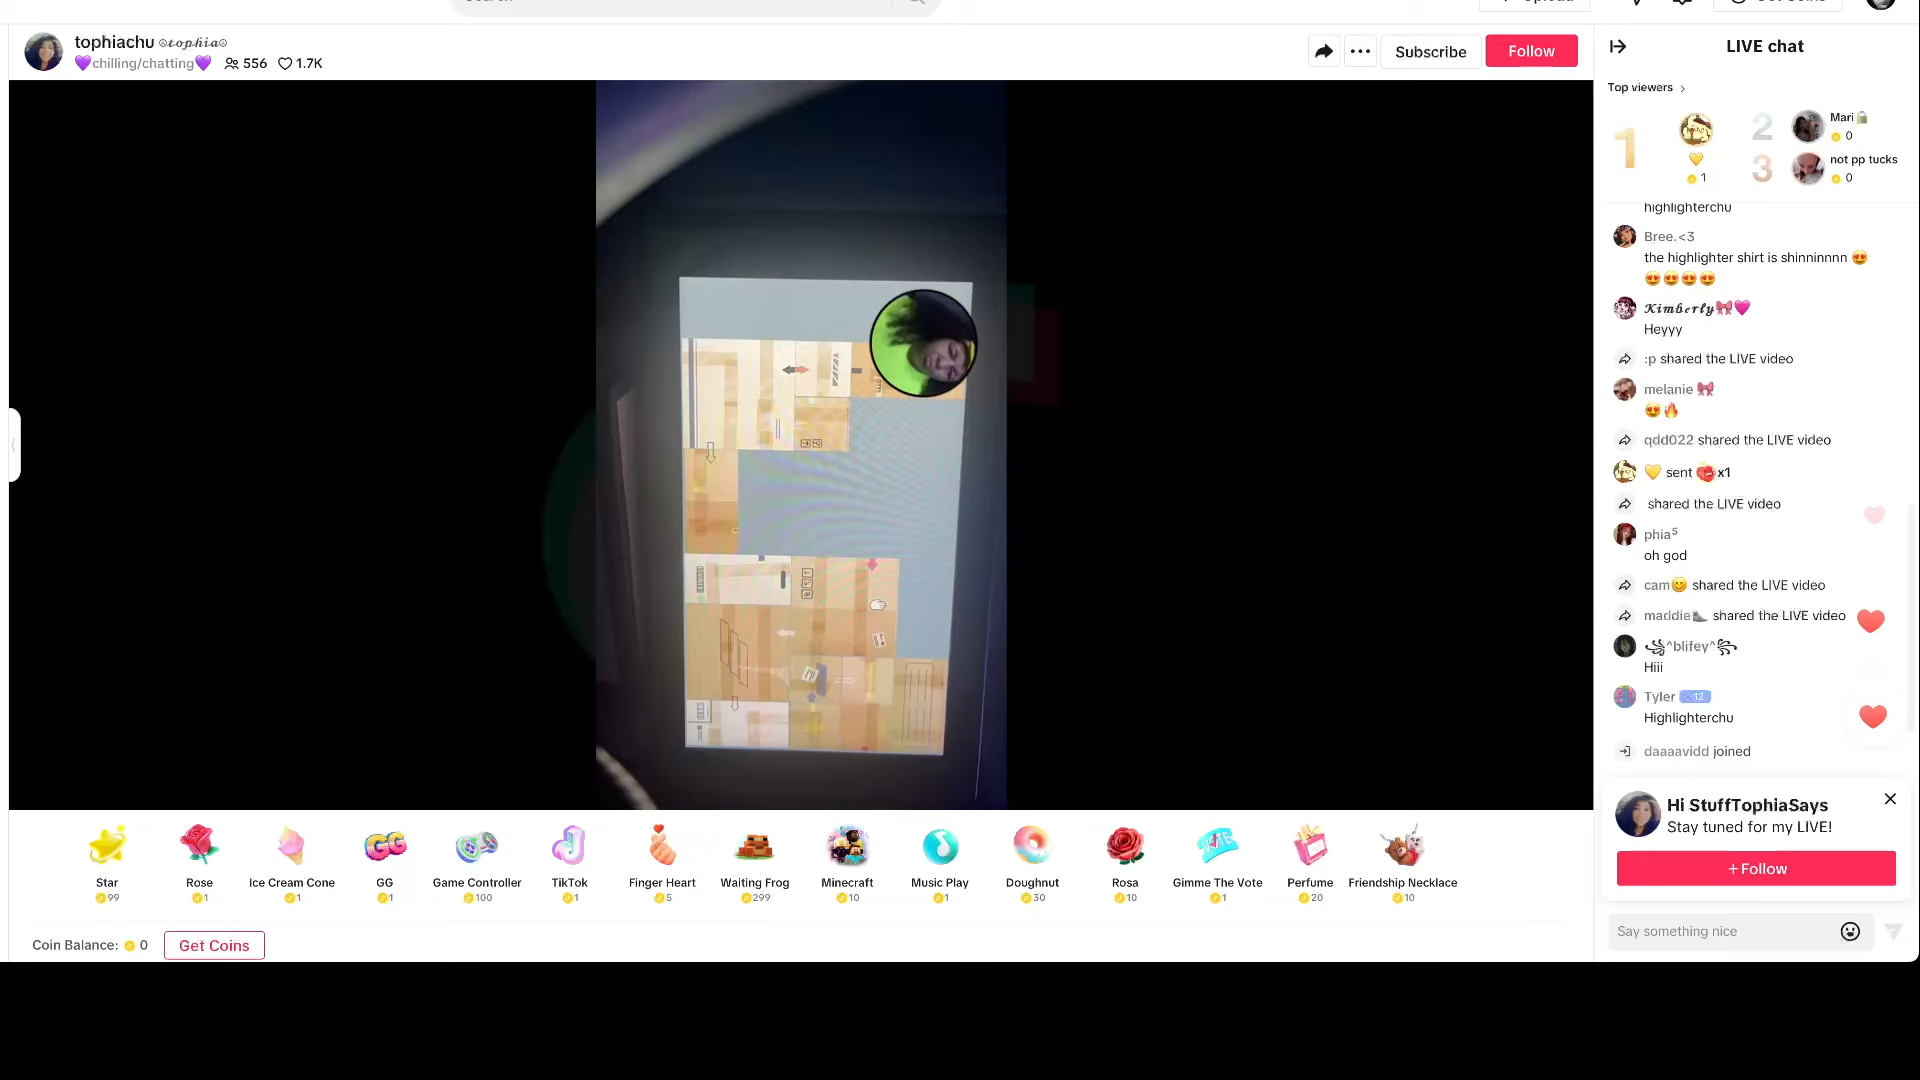 tophiachu ☮𝓽𝓸𝓹𝓱𝓲𝓪☮
💜chilling/chatting💜 556 1.7K
Subscribe
Follow
LIVE chat
Top viewers
1
💛
1
2
Mari🔒
0
3
not pp tucks
0
highlighterchu
Bree.<3
the highlighter shirt is shinninnnn 😍
😍😍😍😍
𝓚𝓲𝓶𝓫𝓮𝓻𝓵𝔂🎀💗
Heyyy
:p shared the LIVE video
melanie 🎀
😍🔥
qdd022 shared the LIVE video
💛 sent x1
shared the LIVE video
phia⁵
oh god
cam😋 shared the LIVE video
maddie👟 shared the LIVE video
꧁^blifey^꧂
Hiii
Tyler 12
Highlighterchu
daaaavidd joined
Hi StuffTophiaSays
Stay tuned for my LIVE!
+ Follow
Say something nice
Star
99
Rose
1
Ice Cream Cone
1
GG
1
Game Controller
100
TikTok
1
Finger Heart
5
Waiting Frog
299
Minecraft
10
Music Play
1
Doughnut
30
Rosa
10
Gimme The Vote
1
Perfume
20
Friendship Necklace
10
Coin Balance: 0
Get Coins